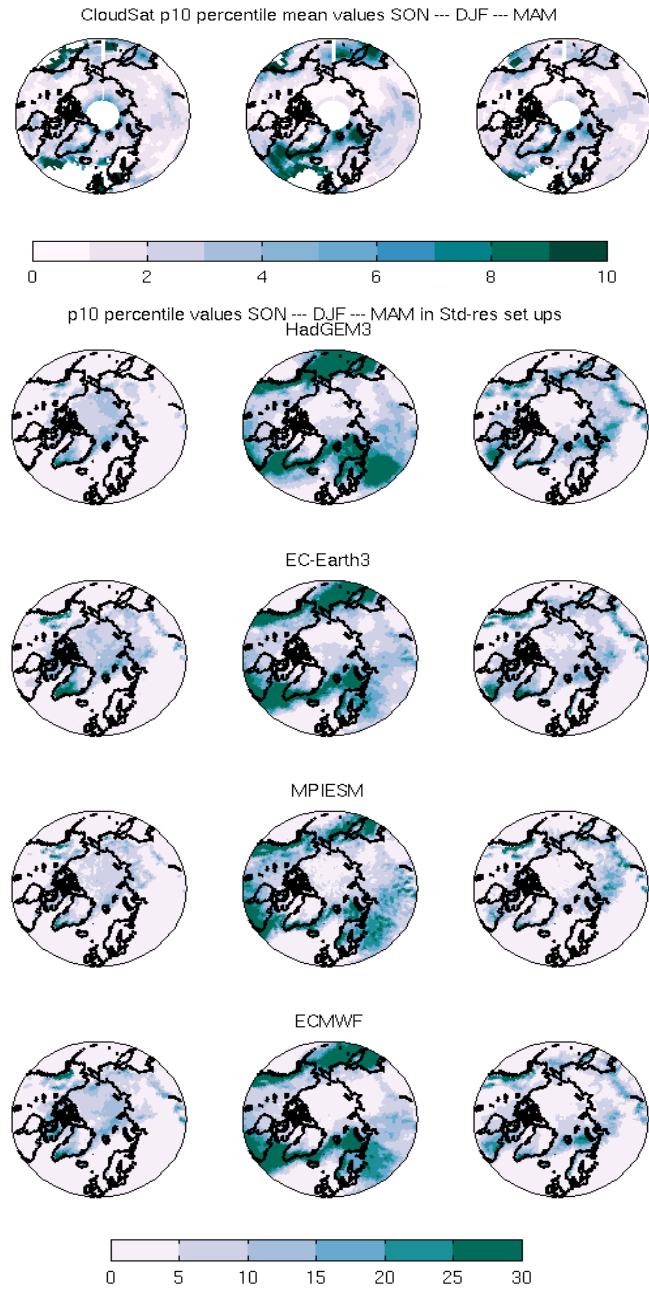 CloudSat p10 percentile mean values SON --- DJF --- MAM
0 2 4 6 8 10
p10 percentile values SON --- DJF --- MAM in Std-res set ups
HadGEM3
EC-Earth3
MPIESM
ECMWF
0 5 10 15 20 25 30